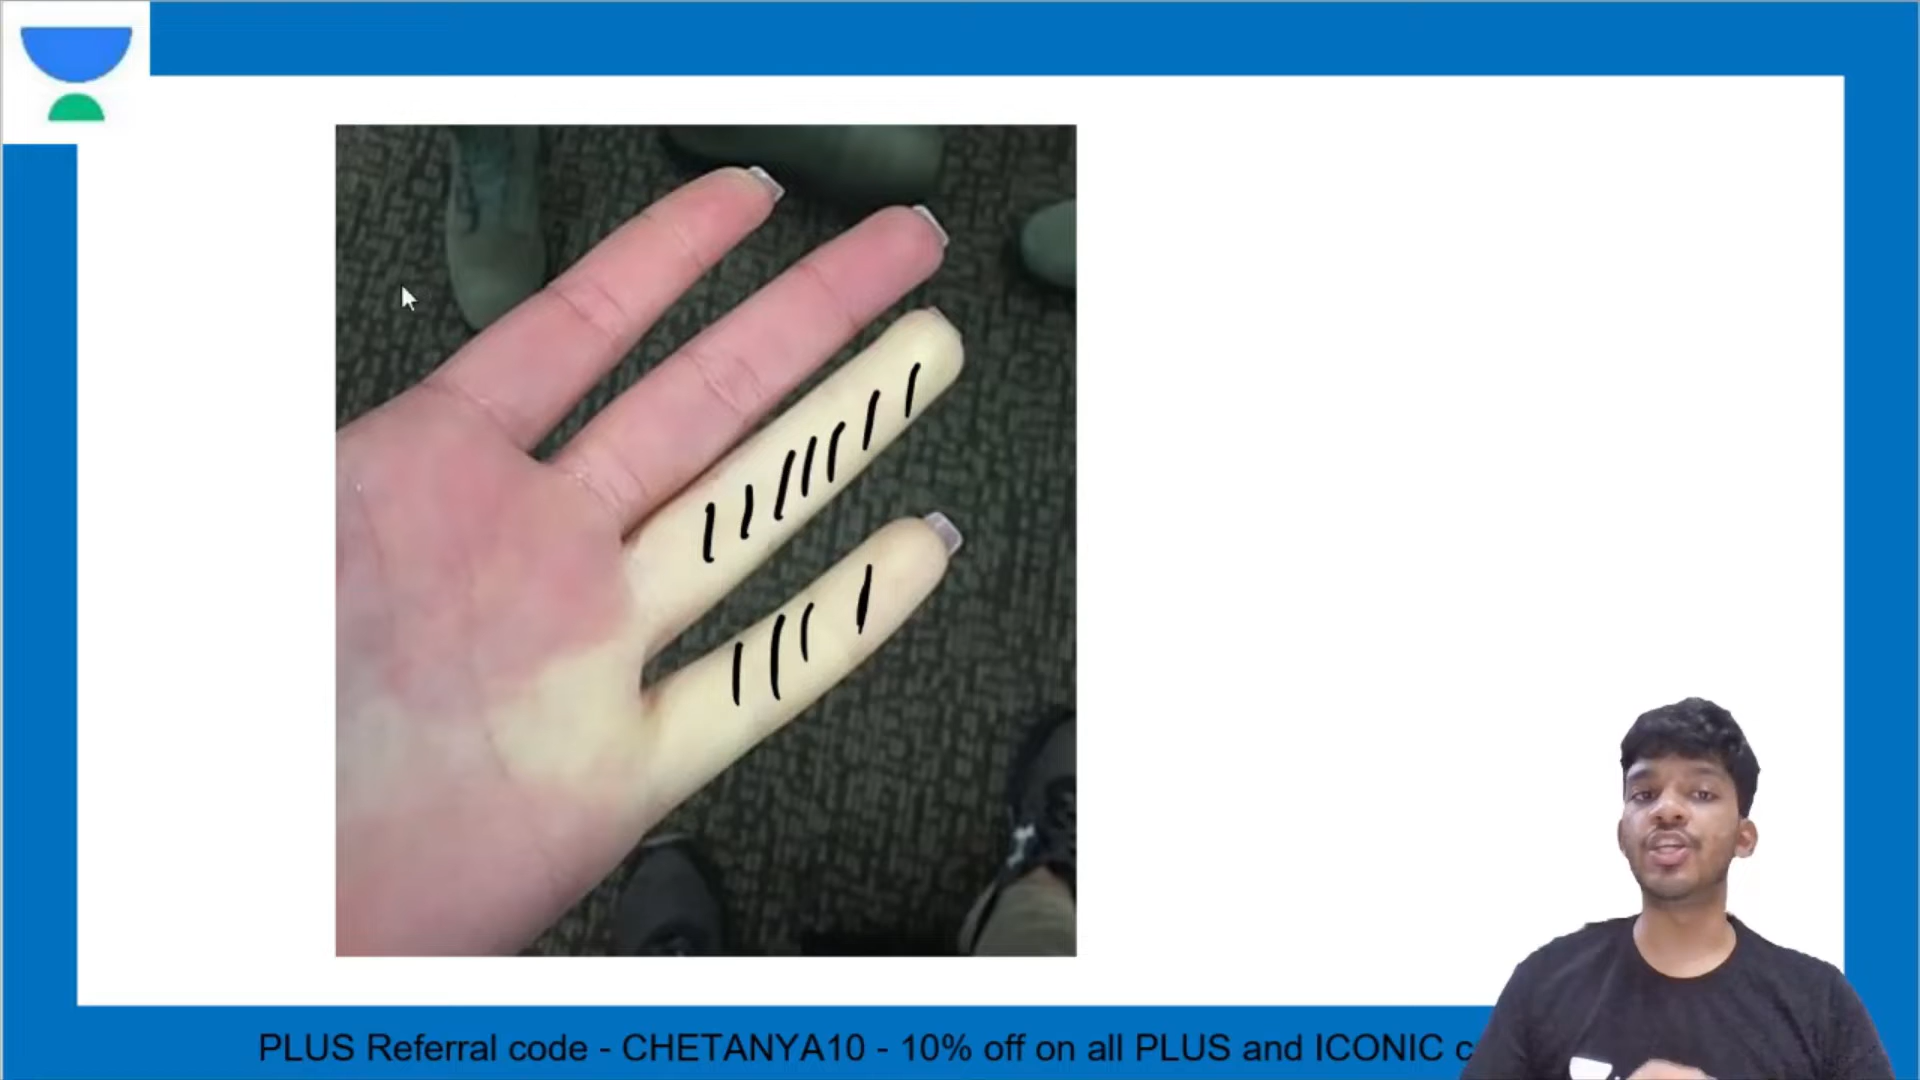 PLUS Referral code - CHETANYA10 - 10% off on all PLUS and ICONIC